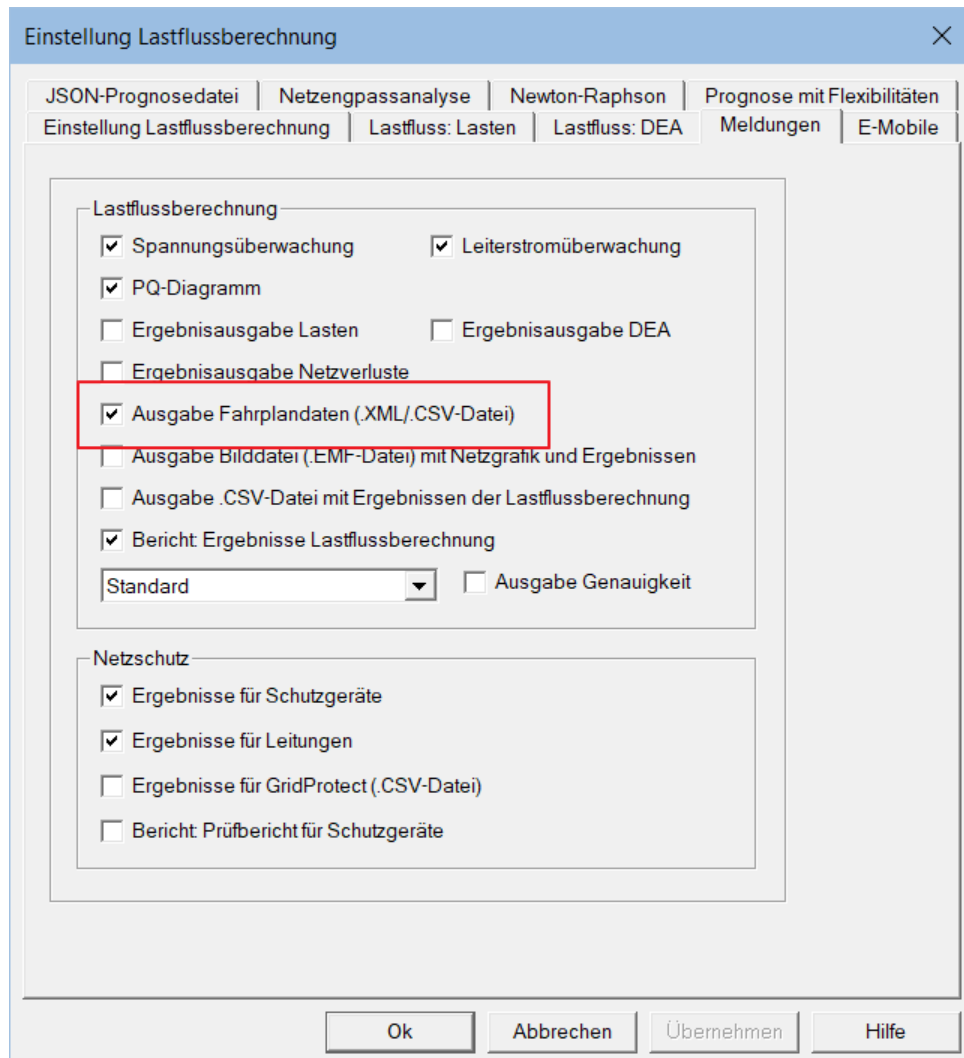 Einstellung Lastflussberechnung
JSON-Prognosedatei Netzengpassanalyse Newton-Raphson Prognose mit Flexibilitäten
Einstellung Lastflussberechnung Lastfluss: Lasten Lastfluss: DEA Meldungen E-Mobile
Lastflussberechnung
Spannungsüberwachung Leiterstromüberwachung
PQ-Diagramm
Ergebnisausgabe Lasten Ergebnisausgabe DEA
Ergebnisausgabe Netzverluste
Ausgabe Fahrplandaten (.XML/.CSV-Datei)
Ausgabe Bilddatei (.EMF-Datei) mit Netzgrafik und Ergebnissen
Ausgabe .CSV-Datei mit Ergebnissen der Lastflussberechnung
Bericht: Ergebnisse Lastflussberechnung
Standard Ausgabe Genauigkeit
Netzschutz
Ergebnisse für Schutzgeräte
Ergebnisse für Leitungen
Ergebnisse für GridProtect (.CSV-Datei)
Bericht: Prüfbericht für Schutzgeräte
Ok Abbrechen Übernehmen Hilfe